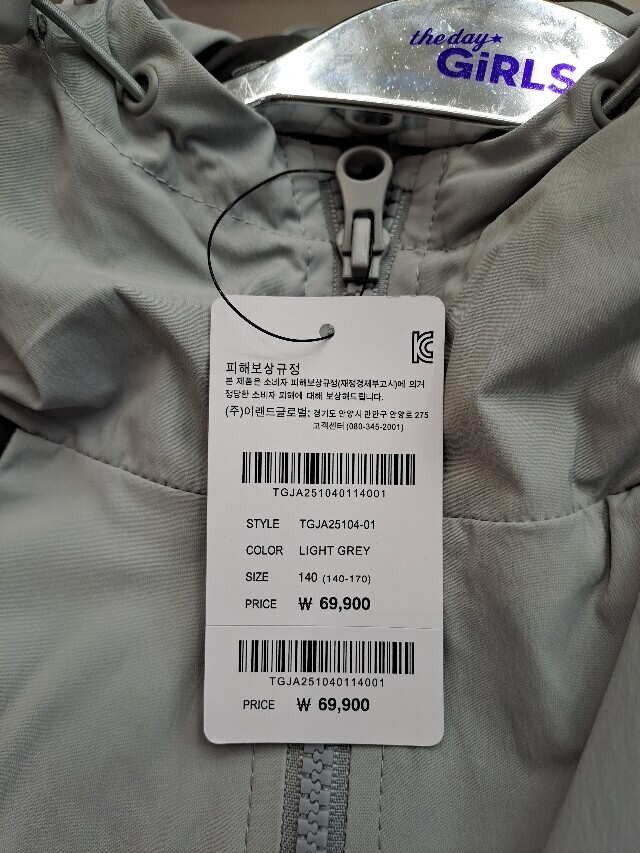 the day★
GiRLS
KC
피해보상규정
본 제품은 소비자 피해보상규정(재정경제부고시)에 의거
정당한 소비자 피해에 대해 보상해드립니다.
(주)이랜드글로벌: 경기도 안양시 만안구 안양로 275
고객센터 (080-345-2001)
TGJA251040114001
STYLE TGJA25104-01
COLOR LIGHT GREY
SIZE 140 (140-170)
PRICE ₩ 69,900
TGJA251040114001
PRICE ₩ 69,900